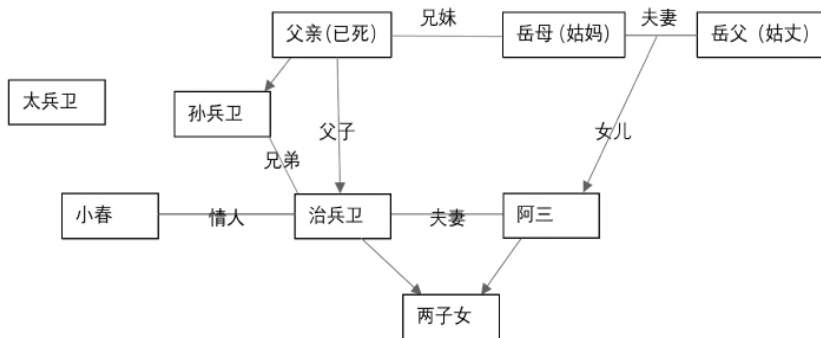 兄妹
夫妻
父亲(已死)
岳母(姑妈)
岳父（姑丈）
太兵卫
孙兵卫
父子
女儿
兄弟
小春
情人
治兵卫
夫妻
阿三
两子女